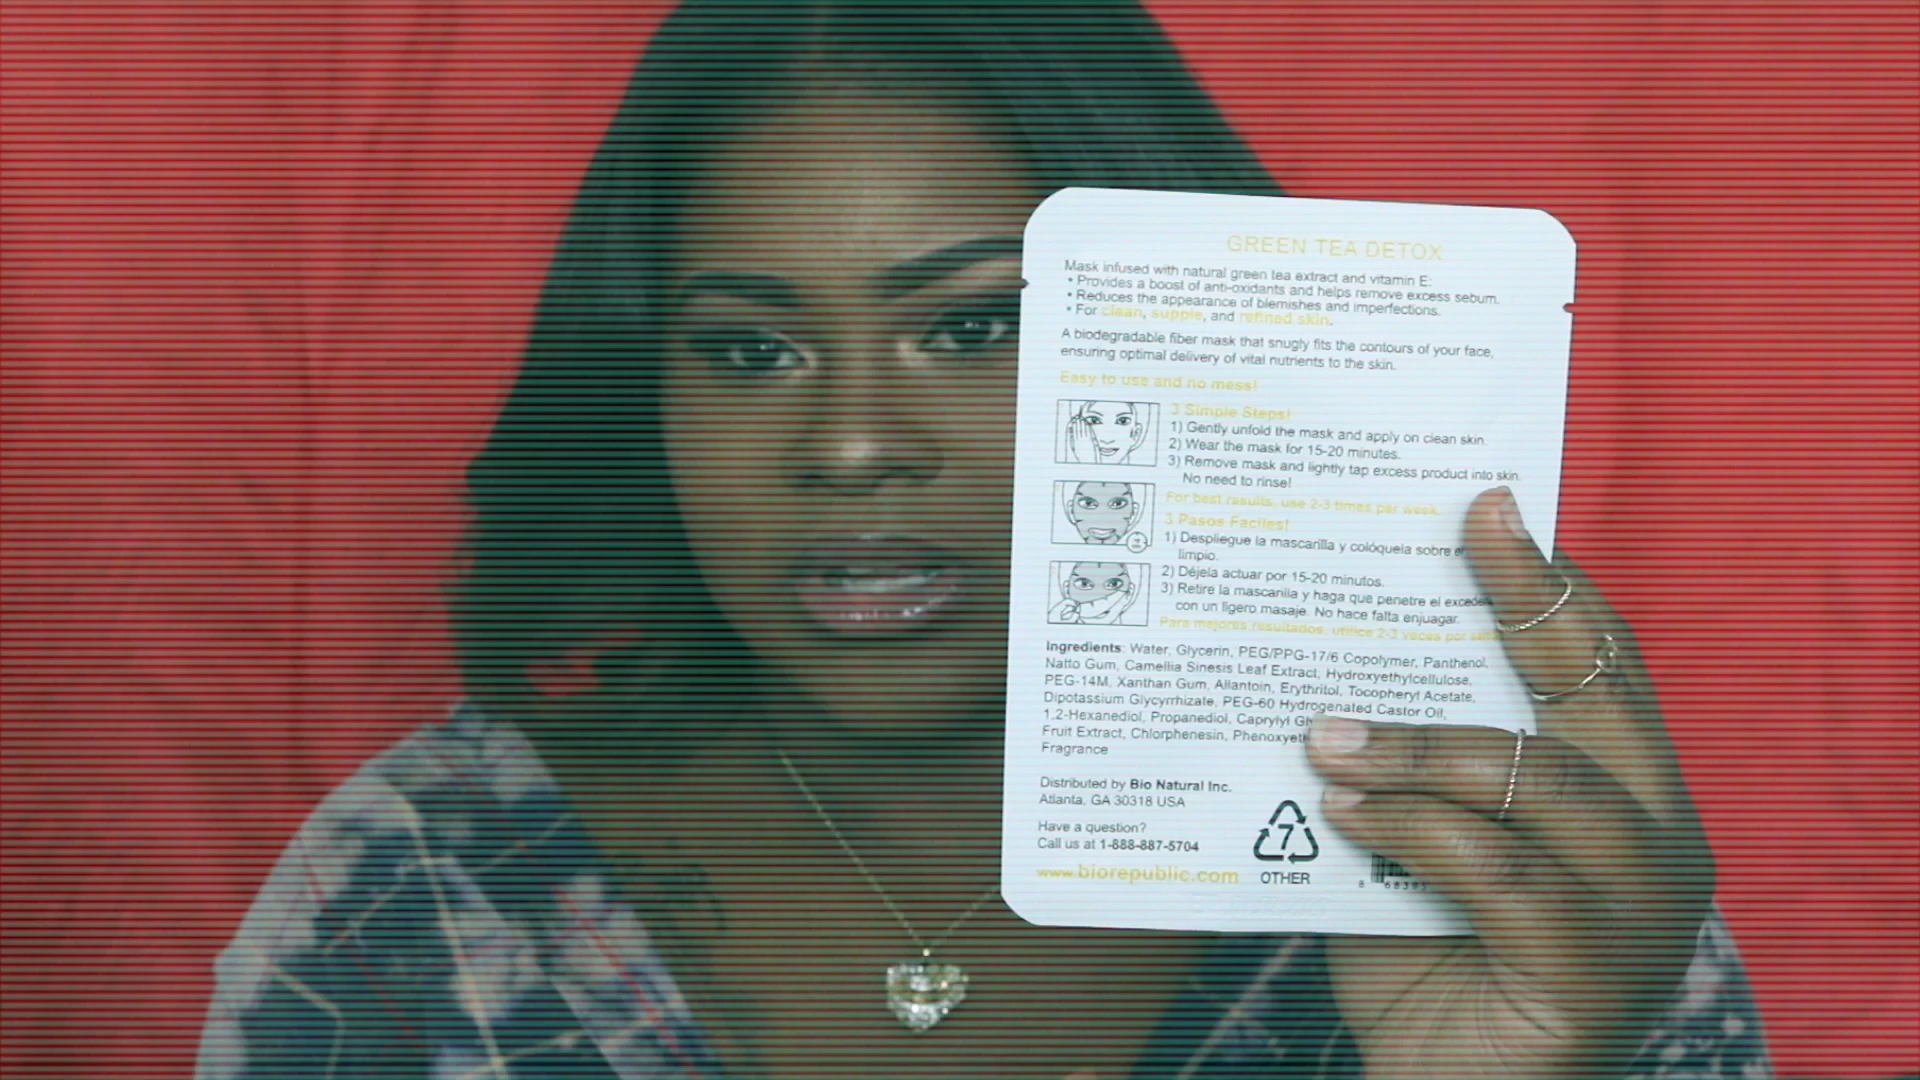 GREEN TEA DETOX
Mask infused with natural green tea extract and vitamin E:
• Provides a boost of anti-oxidants and helps remove excess sebum.
• Reduces the appearance of blemishes and imperfections.
• For clean, supple, and refined skin.
A biodegradable fiber mask that snugly fits the contours of your face,
ensuring optimal delivery of vital nutrients to the skin.
Easy to use and no mess!
3 Simple Steps!
1) Gently unfold the mask and apply on clean skin.
2) Wear the mask for 15-20 minutes.
3) Remove mask and lightly tap excess product into skin.
No need to rinse!
For best results, use 2-3 times per week.
3 Pasos Faciles!
1) Despliegue la mascarilla y colóquela sobre el
limpio.
2) Déjela actuar por 15-20 minutos.
3) Retire la mascarilla y haga que penetre el
con un ligero masaje. No hace falta enjuagar.
Para mejores resultados, utilice 2-3 veces por
Ingredients: Water, Glycerin, PEG/PPG-17/6 Copolymer, Panthenol,
Natto Gum, Camellia Sinesis Leaf Extract, Hydroxyethylcellulose,
PEG-14M, Xanthan Gum, Allantoin, Erythritol, Tocopheryl Acetate,
Dipotassium Glycyrrhizate, PEG-60 Hydrogenated Castor Oil,
1,2-Hexanediol, Propanediol, Caprylyl
Fruit Extract, Chlorphenesin,
Fragrance
Distributed by Bio Natural Inc.
Atlanta, GA 30318 USA
Have a question?
Call us at 1-888-887-5704
www.biorepublic.com
7
OTHER
8 68395